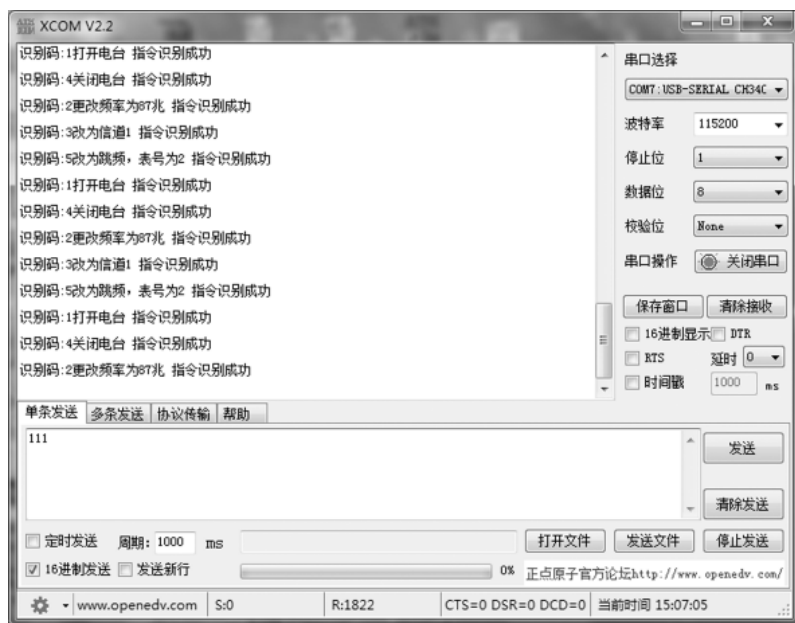 XCOM V2.2
识别码:1打开电台 指令识别成功
识别码:4关闭电台 指令识别成功
识别码:2更改频率为87兆 指令识别成功
识别码:3改为信道1 指令识别成功
识别码:5改为跳频，表号为2 指令识别成功
识别码:1打开电台 指令识别成功
识别码:4关闭电台 指令识别成功
识别码:2更改频率为87兆 指令识别成功
识别码:3改为信道1 指令识别成功
识别码:5改为跳频，表号为2 指令识别成功
识别码:1打开电台 指令识别成功
识别码:4关闭电台 指令识别成功
识别码:2更改频率为87兆 指令识别成功
串口选择
COM7:USB-SERIAL CH34C
波特率 115200
停止位 1
数据位 8
校验位 None
串口操作 关闭串口
保存窗口 清除接收
16进制显示 DTR
RTS 延时 0
时间戳 1000 ms
单条发送 多条发送 协议传输 帮助
111
发送
清除发送
定时发送 周期: 1000 ms 打开文件 发送文件 停止发送
16进制发送 发送新行 0% 正点原子官方论坛http://www.openedv.com/
www.openedv.com S:0 R:1822 CTS=0 DSR=0 DCD=0 当前时间 15:07:05